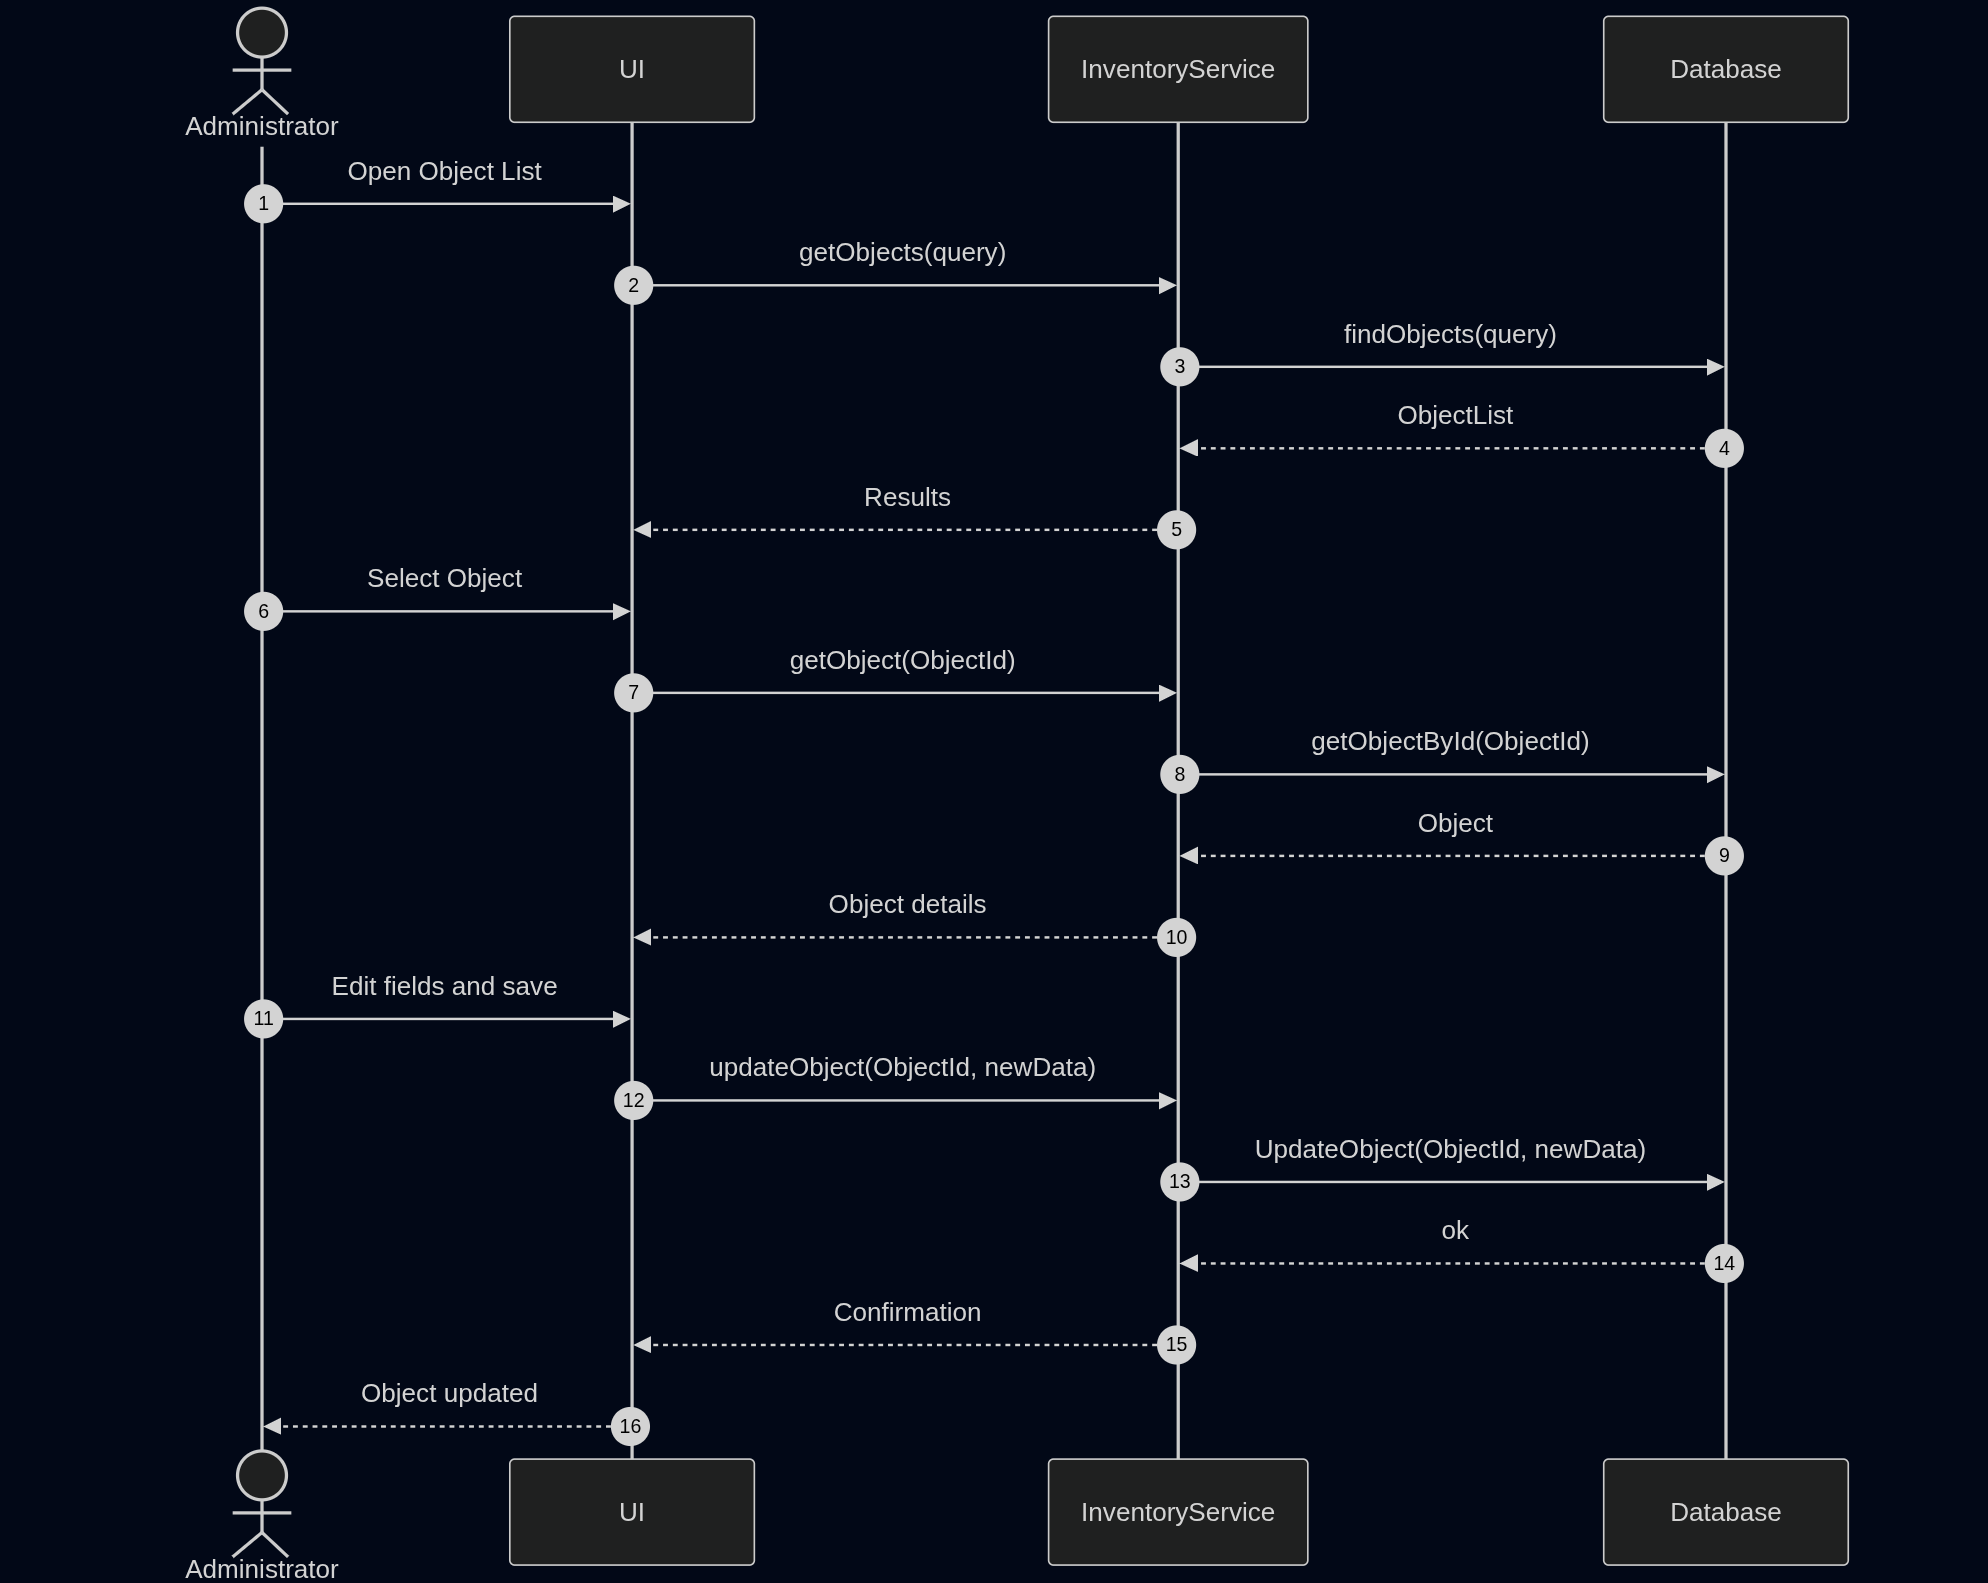 UI
InventoryService
Database
Administrator
Open Object List
1
getObjects(query)
2
findObjects(query)
3
ObjectList
4
Results
5
Select Object
6
getObject(ObjectId)
7
getObjectById(ObjectId)
8
Object
9
Object details
10
Edit fields and save
11
updateObject(ObjectId, newData)
12
UpdateObject(ObjectId, newData)
13
ok
14
Confirmation
15
Object updated
16
UI
InventoryService
Database
Administrator